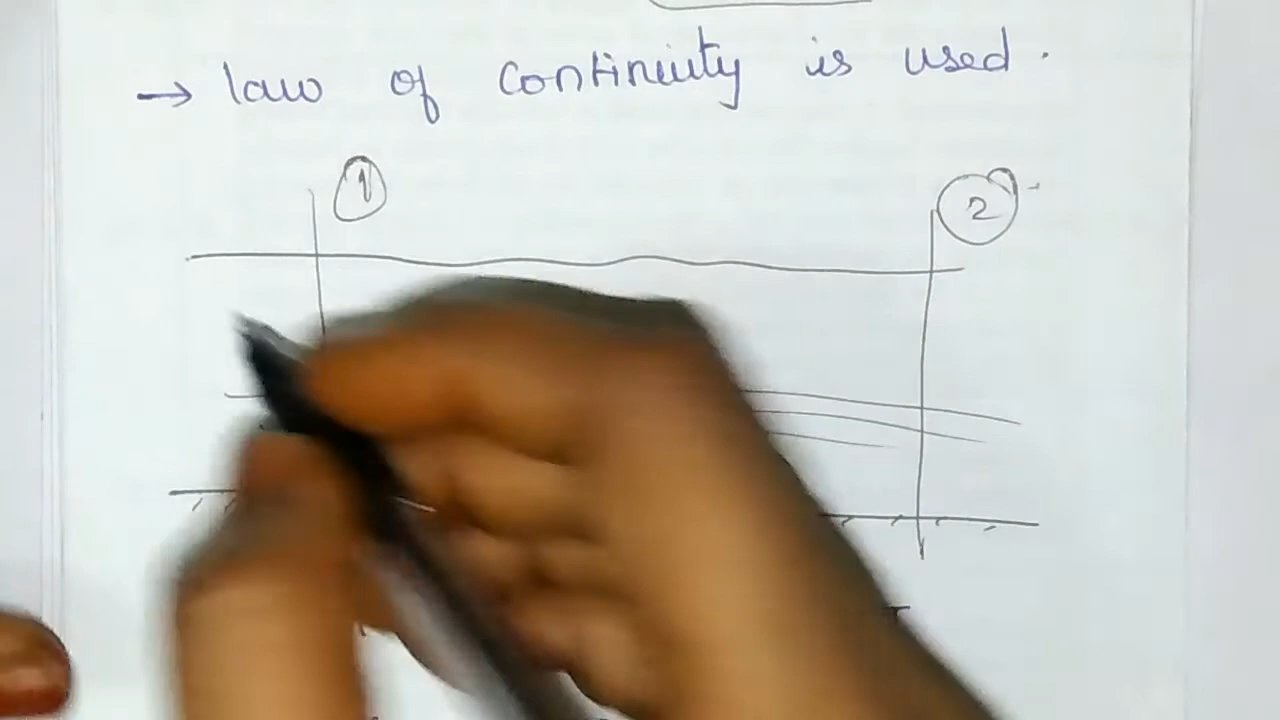 → law of continuity is used.
1
2